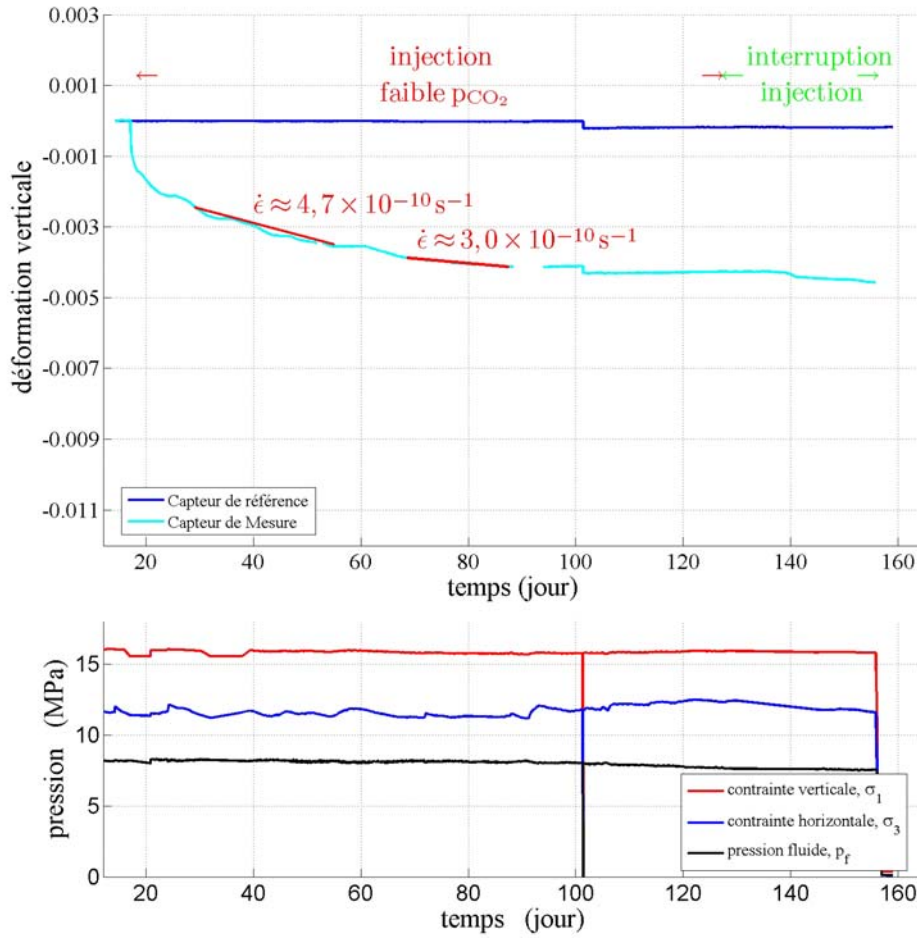 0.003
0.001
-0.001
-0.003
-0.005
-0.007
-0.009
-0.011
déformation verticale
← injection →
faible pCO₂
← interruption →
injection
ϵ̇ ≈ 4,7 × 10⁻¹⁰ s⁻¹
ϵ̇ ≈ 3,0 × 10⁻¹⁰ s⁻¹
Capteur de référence
Capteur de Mesure
20 40 60 80 100 120 140 160
temps (jour)
15
10
5
0
pression (MPa)
contrainte verticale, σ₁
contrainte horizontale, σ₃
pression fluide, p_f
20 40 60 80 100 120 140 160
temps (jour)